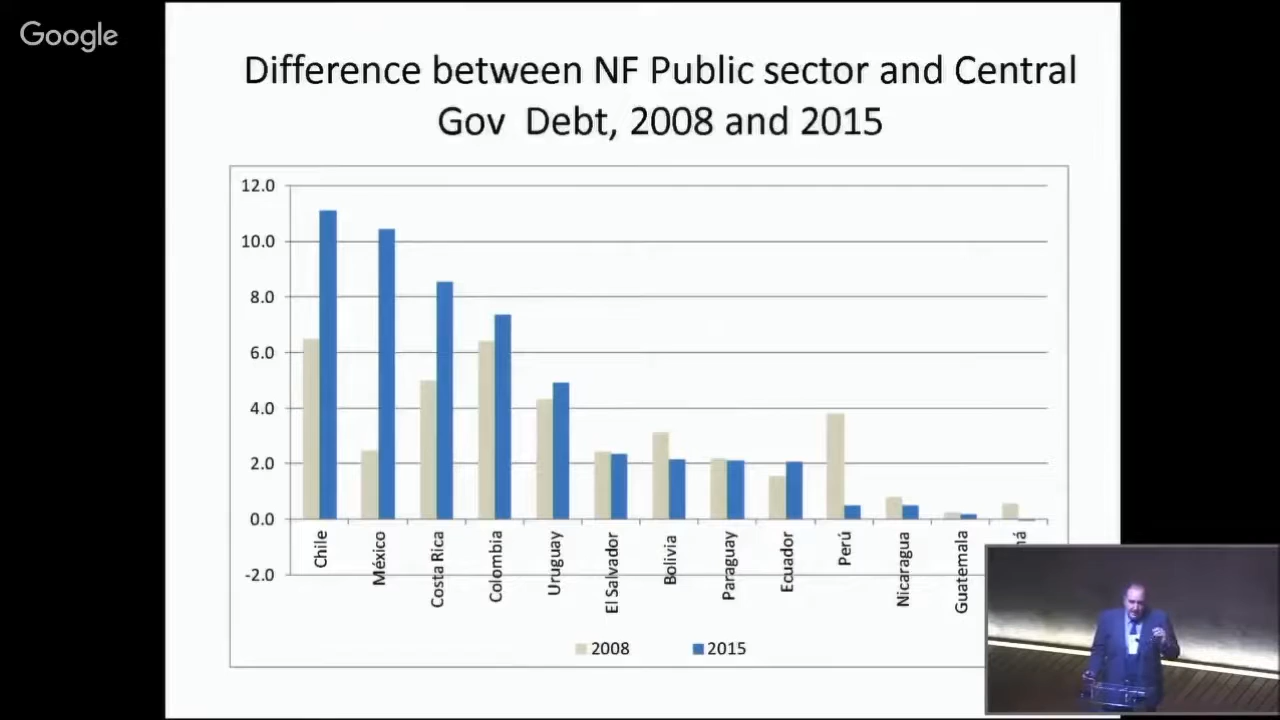 Google
Difference between NF Public sector and Central
Gov Debt, 2008 and 2015
12.0
10.0
8.0
6.0
4.0
2.0
0.0
-2.0
Chile
México
Costa Rica
Colombia
Uruguay
El Salvador
Bolivia
Paraguay
Ecuador
Perú
Nicaragua
Guatemala
2008
2015